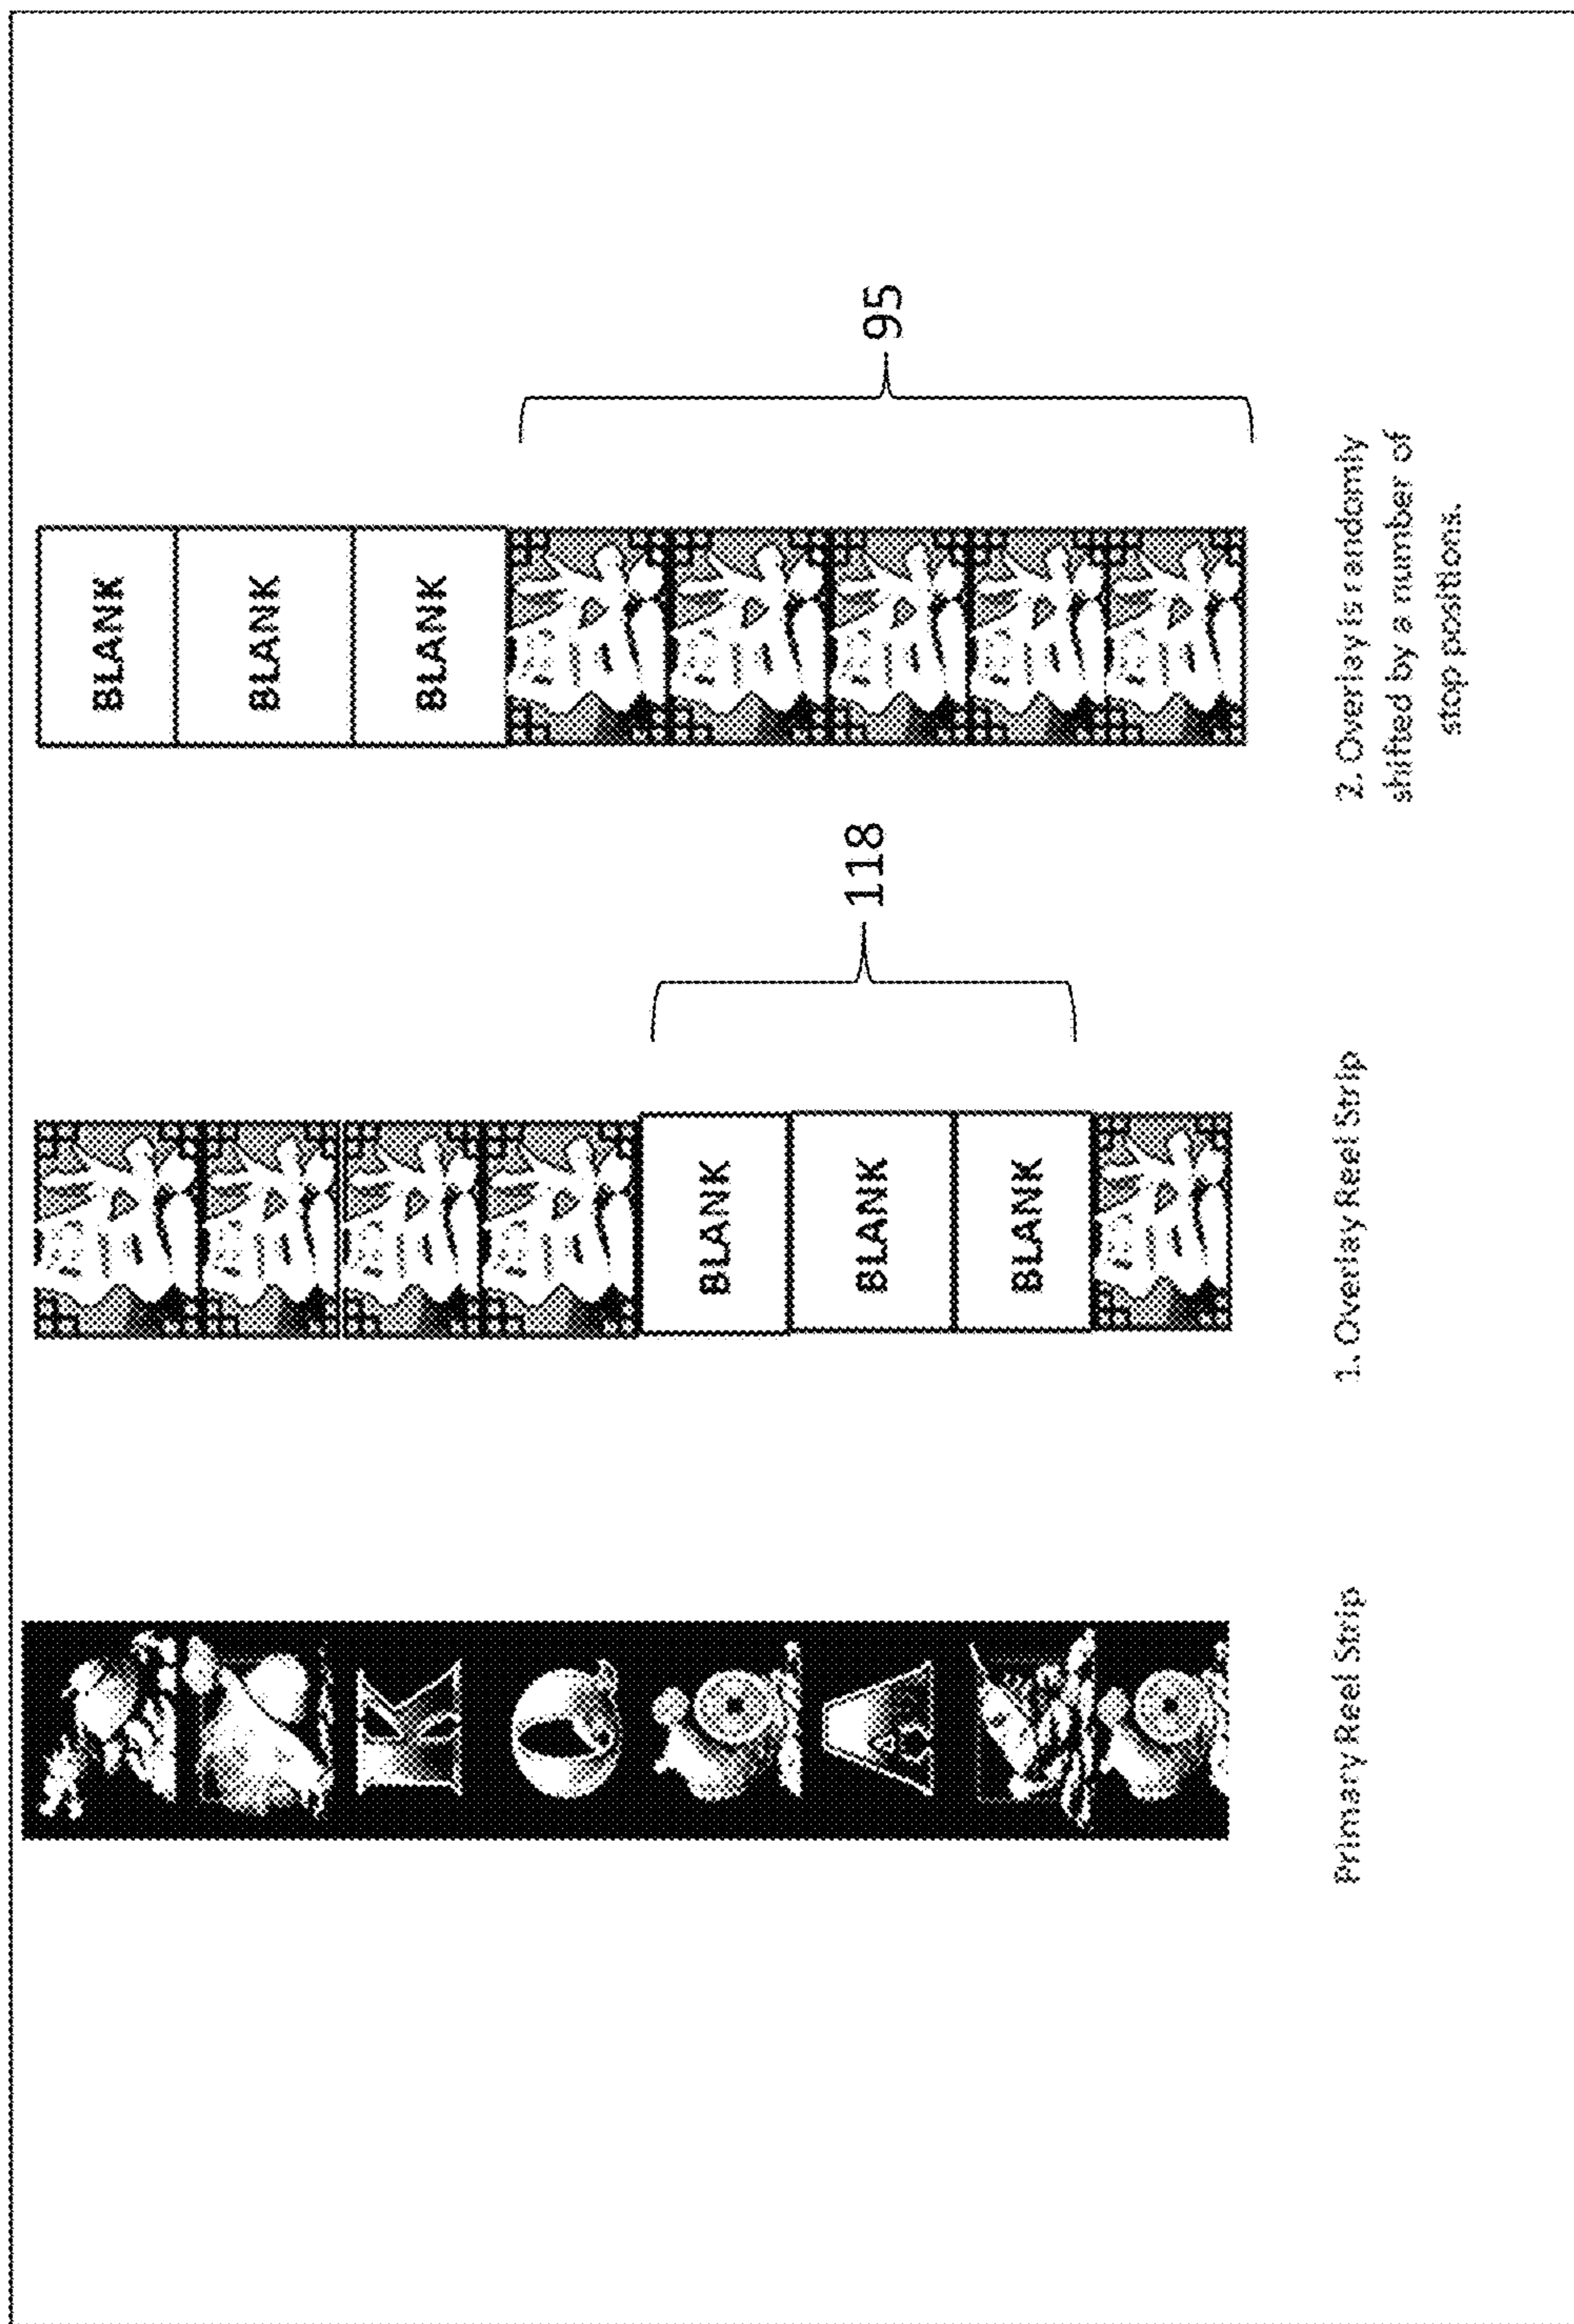 K
Q
A
Primary Reel Strip
BLANK
BLANK
BLANK
118
1. Overlay Reel Strip
BLANK
BLANK
BLANK
95
2. Overlay is randomly
shifted by a number of
stop positions.